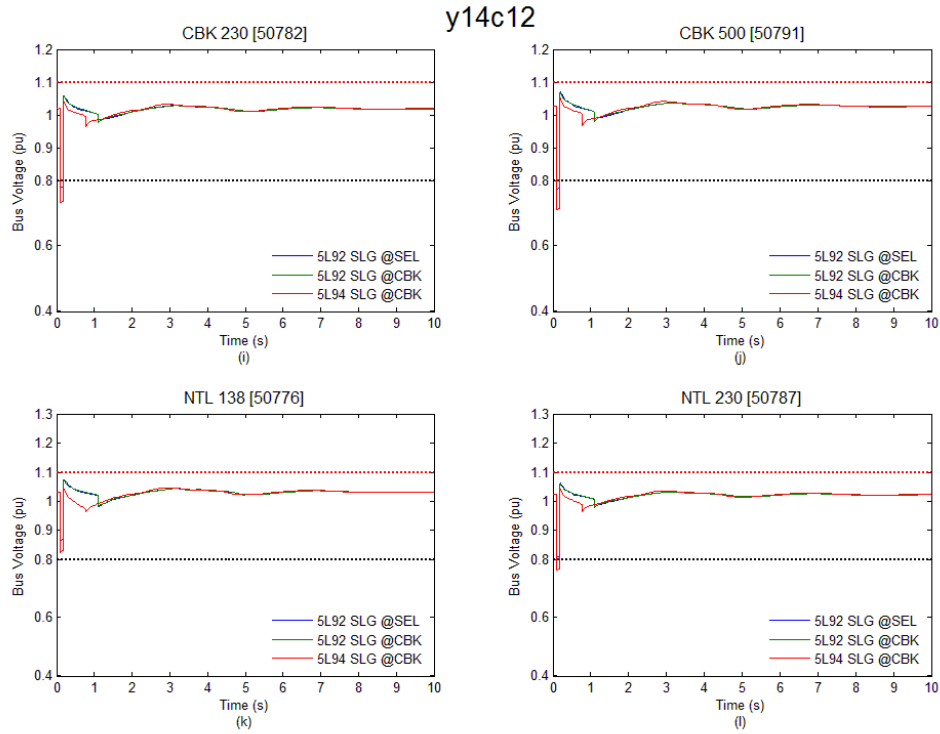 y14c12
CBK 230 [50782]
1.2
1.1
1
0.8
0.6
0.4
Bus Voltage (pu)
5L92 SLG @SEL
5L92 SLG @CBK
5L94 SLG @CBK
0 1 2 3 4 5 6 7 8 9 10
Time (s)
(i)
CBK 500 [50791]
1.2
1.1
1
0.8
0.6
0.4
Bus Voltage (pu)
5L92 SLG @SEL
5L92 SLG @CBK
5L94 SLG @CBK
0 1 2 3 4 5 6 7 8 9 10
Time (s)
(j)
NTL 138 [50776]
1.3
1.2
1.1
1
0.8
0.6
0.4
Bus Voltage (pu)
5L92 SLG @SEL
5L92 SLG @CBK
5L94 SLG @CBK
0 1 2 3 4 5 6 7 8 9 10
Time (s)
(k)
NTL 230 [50787]
1.3
1.2
1.1
1
0.8
0.6
0.4
Bus Voltage (pu)
5L92 SLG @SEL
5L92 SLG @CBK
5L94 SLG @CBK
0 1 2 3 4 5 6 7 8 9 10
Time (s)
(l)